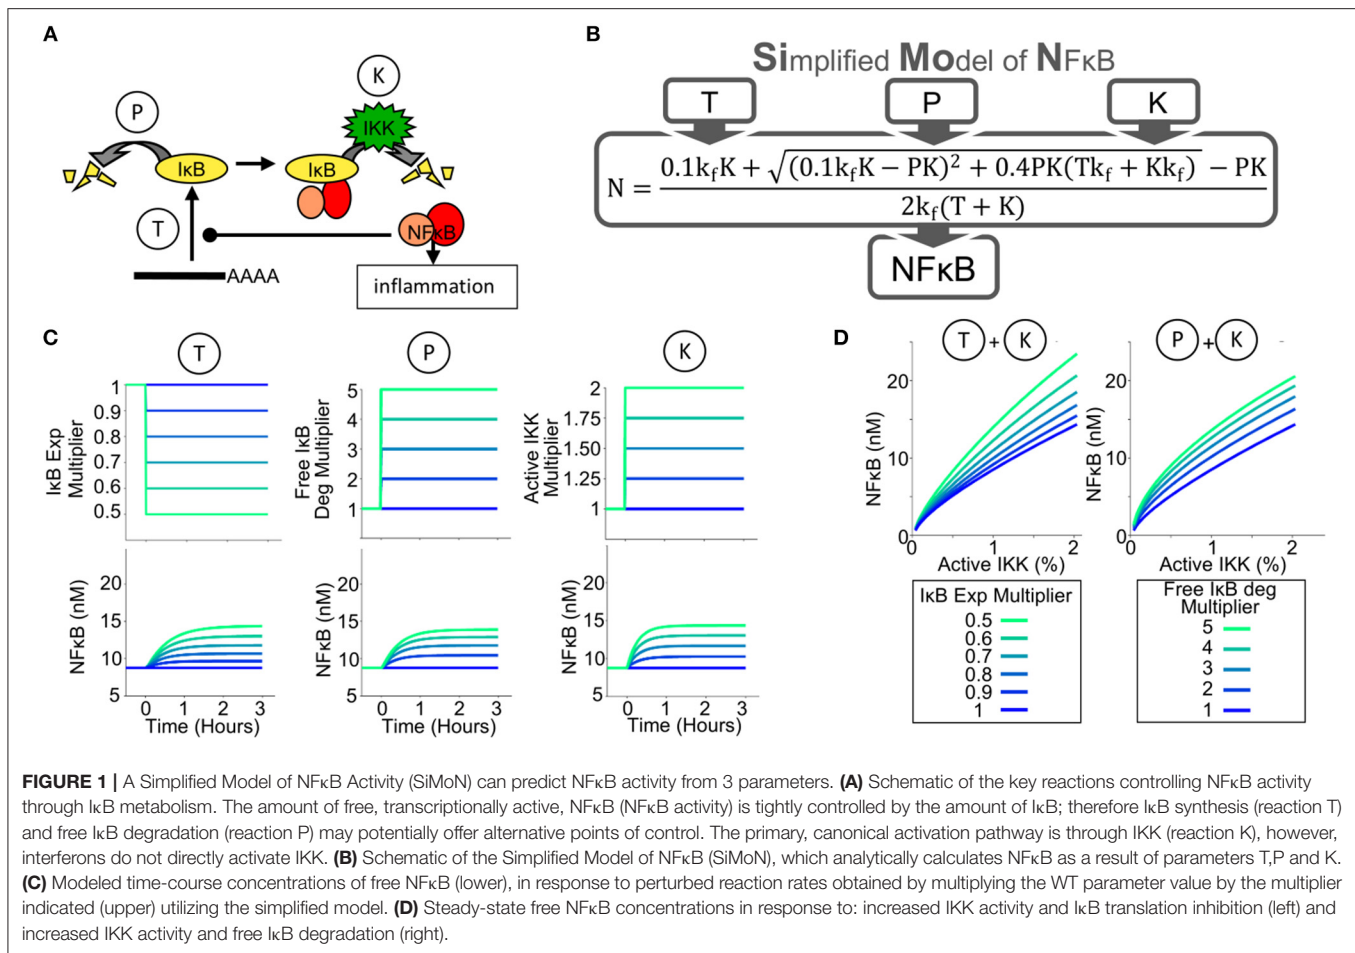 A
P
K
IKK
IκB
IκB
T
NFκB
AAAA
inflammation
B
Simplified Model of NFκB
T
P
K
N = (0.1k_fK + √((0.1k_fK − PK)² + 0.4PK(Tk_f + Kk_f)) − PK) / (2k_f(T + K))
NFκB
C
T
P
K
IκB Exp
Multiplier
1
0.9
0.8
0.7
0.6
0.5
Free IκB
Deg Multiplier
5
4
3
2
1
Active IKK
Multiplier
2
1.75
1.50
1.25
1
NFκB (nM)
20
15
10
5
0 1 2 3
Time (Hours)
NFκB (nM)
20
15
10
5
0 1 2 3
Time (Hours)
NFκB (nM)
20
15
10
5
0 1 2 3
Time (Hours)
D
T + K
P + K
NFκB (nM)
20
10
0
0 1 2
Active IKK (%)
NFκB (nM)
20
10
0
0 1 2
Active IKK (%)
IκB Exp Multiplier
0.5
0.6
0.7
0.8
0.9
1
Free IκB deg
Multiplier
5
4
3
2
1
FIGURE 1 | A Simplified Model of NFκB Activity (SiMoN) can predict NFκB activity from 3 parameters. (A) Schematic of the key reactions controlling NFκB activity
through IκB metabolism. The amount of free, transcriptionally active, NFκB (NFκB activity) is tightly controlled by the amount of IκB; therefore IκB synthesis (reaction T)
and free IκB degradation (reaction P) may potentially offer alternative points of control. The primary, canonical activation pathway is through IKK (reaction K), however,
interferons do not directly activate IKK. (B) Schematic of the Simplified Model of NFκB (SiMoN), which analytically calculates NFκB as a result of parameters T,P and K.
(C) Modeled time-course concentrations of free NFκB (lower), in response to perturbed reaction rates obtained by multiplying the WT parameter value by the multiplier
indicated (upper) utilizing the simplified model. (D) Steady-state free NFκB concentrations in response to: increased IKK activity and IκB translation inhibition (left) and
increased IKK activity and free IκB degradation (right).